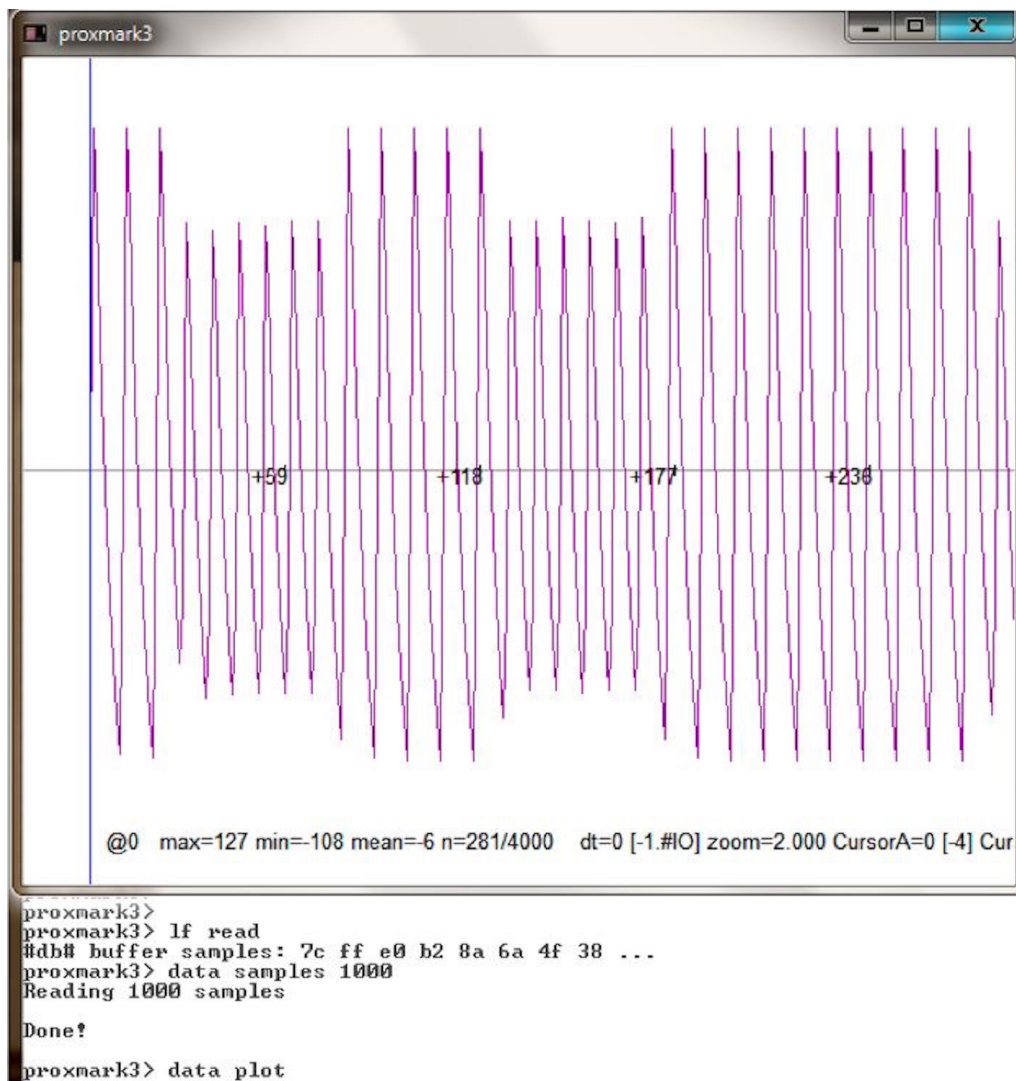 proxmark3
+59 +118 +177 +236
@0 max=127 min=-108 mean=-6 n=281/4000 dt=0 [-1.#IO] zoom=2.000 CursorA=0 [-4] Cur
proxmark3>
proxmark3> lf read
#db# buffer samples: 7c ff e0 b2 8a 6a 4f 38 ...
proxmark3> data samples 1000
Reading 1000 samples
Done!
proxmark3> data plot